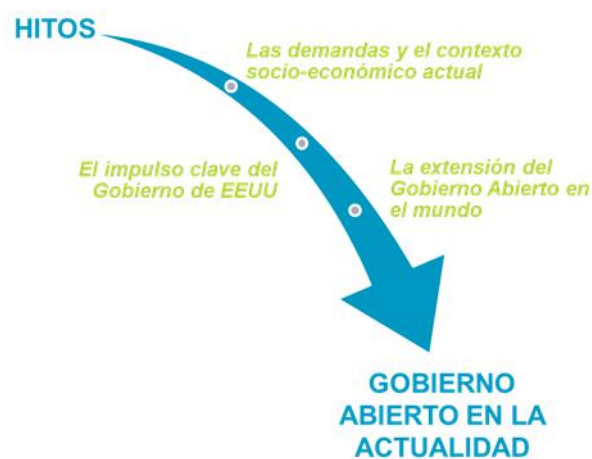 HITOS
Las demandas y el contexto
socio-económico actual
El impulso clave del
Gobierno de EEUU
La extensión del
Gobierno Abierto en
el mundo
GOBIERNO
ABIERTO EN LA
ACTUALIDAD